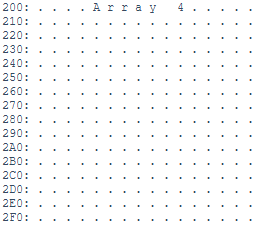 200: . . . . A r r a y   4 . . . . .
210: . . . . . . . . . . . . . . . .
220: . . . . . . . . . . . . . . . .
230: . . . . . . . . . . . . . . . .
240: . . . . . . . . . . . . . . . .
250: . . . . . . . . . . . . . . . .
260: . . . . . . . . . . . . . . . .
270: . . . . . . . . . . . . . . . .
280: . . . . . . . . . . . . . . . .
290: . . . . . . . . . . . . . . . .
2A0: . . . . . . . . . . . . . . . .
2B0: . . . . . . . . . . . . . . . .
2C0: . . . . . . . . . . . . . . . .
2D0: . . . . . . . . . . . . . . . .
2E0: . . . . . . . . . . . . . . . .
2F0: . . . . . . . . . . . . . . . .